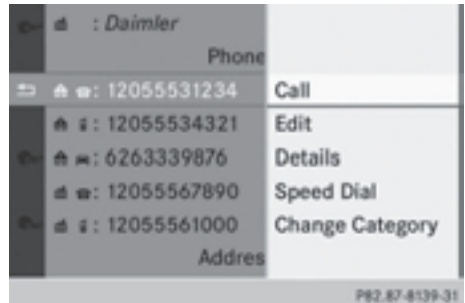 : Daimler
Phone
: 12055531234 Call
: 12055534321 Edit
: 6263339876 Details
: 12055567890 Speed Dial
: 12055561000 Change Category
Addres
P82.87-8139-31